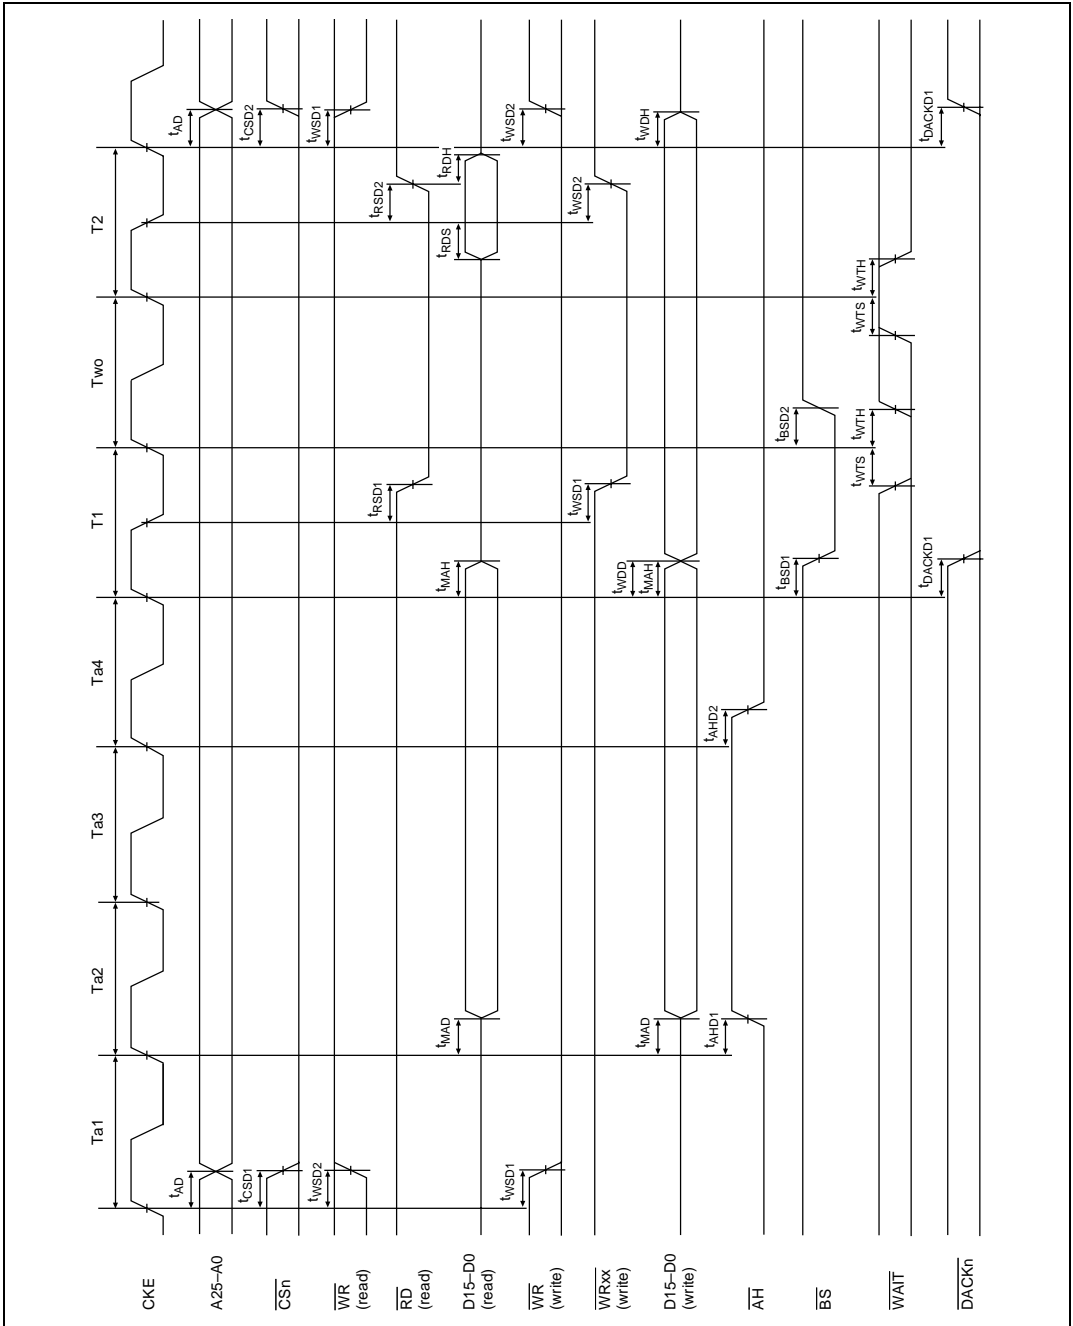 Ta1
Ta2
Ta3
Ta4
T1
Two
T2
CKE
A25–A0
tAD
tAD
CSn
tCSD1
tCSD2
WR
(read)
tWSD2
tWSD1
RD
(read)
tRSD1
tRSD2
D15–D0
(read)
tMAD
tMAH
tRDS
tRDH
WR
(write)
tWSD1
tWSD2
WRxx
(write)
tWSD1
tWSD2
D15–D0
(write)
tMAD
tWDD
tMAH
tWDH
AH
tAHD1
tAHD2
BS
tBSD1
tBSD2
WAIT
tWTS
tWTH
tWTS
tWTH
DACKn
tDACKD1
tDACKD1